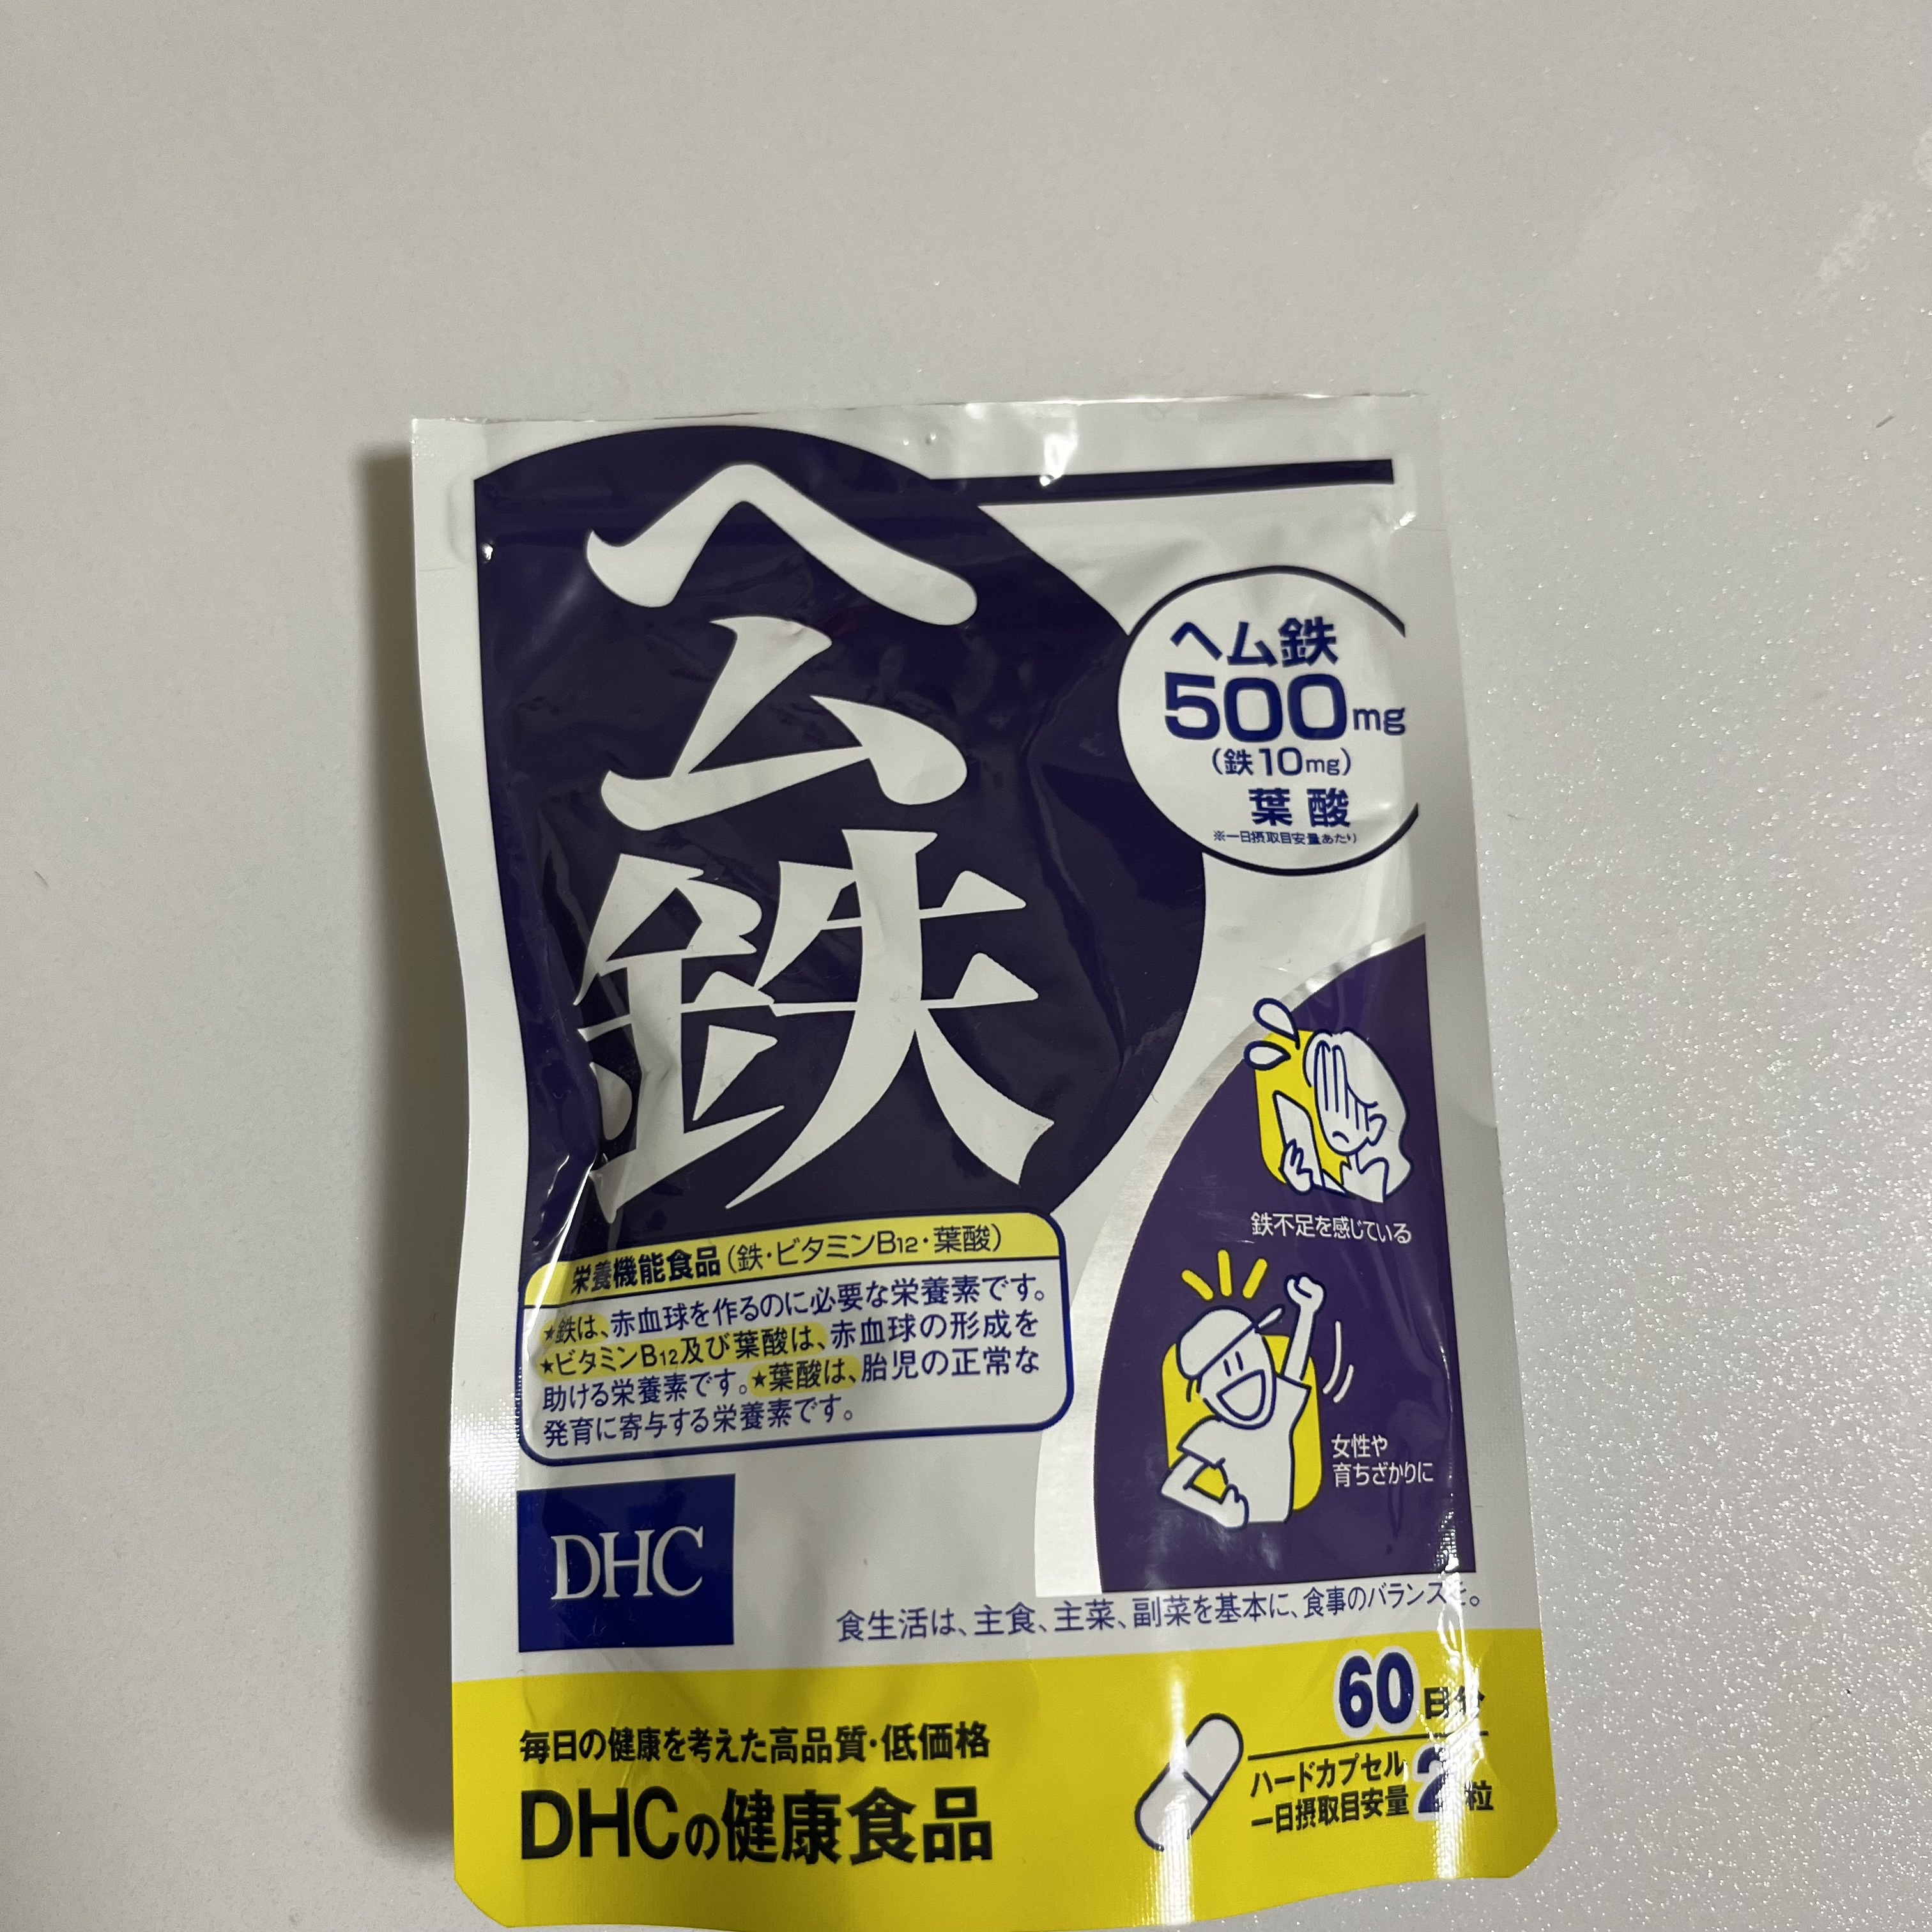 ヘム鉄
ヘム鉄
500mg
(鉄10mg)
葉酸
※一日摂取目安量あたり
鉄不足を感じている
女性や
育ちざかりに
栄養機能食品(鉄・ビタミンB12・葉酸)
★鉄は、赤血球を作るのに必要な栄養素です。
★ビタミンB12及び葉酸は、赤血球の形成を
助ける栄養素です。★葉酸は、胎児の正常な
発育に寄与する栄養素です。
DHC
食生活は、主食、主菜、副菜を基本に、食事のバランスを。
毎日の健康を考えた高品質・低価格
DHCの健康食品
60日分
ハードカプセル
一日摂取目安量2粒